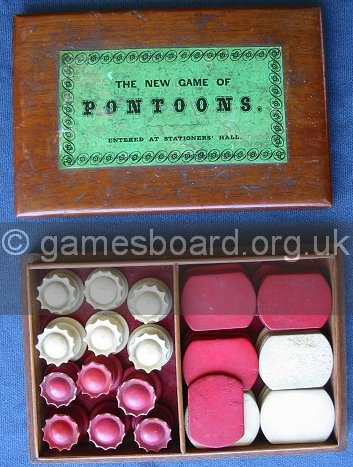 THE NEW GAME OF
PONTOONS.
ENTERED AT STATIONERS' HALL.
© gamesboard.org.uk